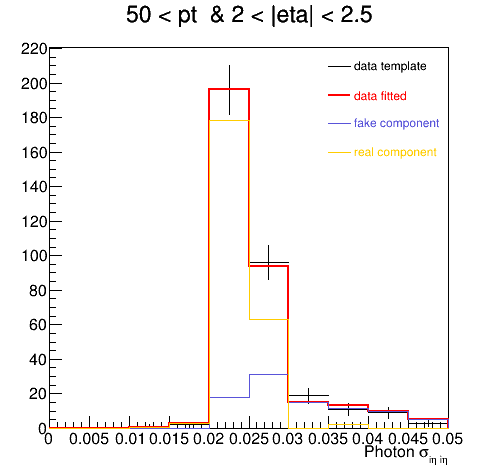 50 < pt & 2 < |eta| < 2.5
220
200
180
160
140
120
100
80
60
40
20
0
data template
data fitted
fake component
real component
0 0.005 0.01 0.015 0.02 0.025 0.03 0.035 0.04 0.045 0.05
Photon σiη iη